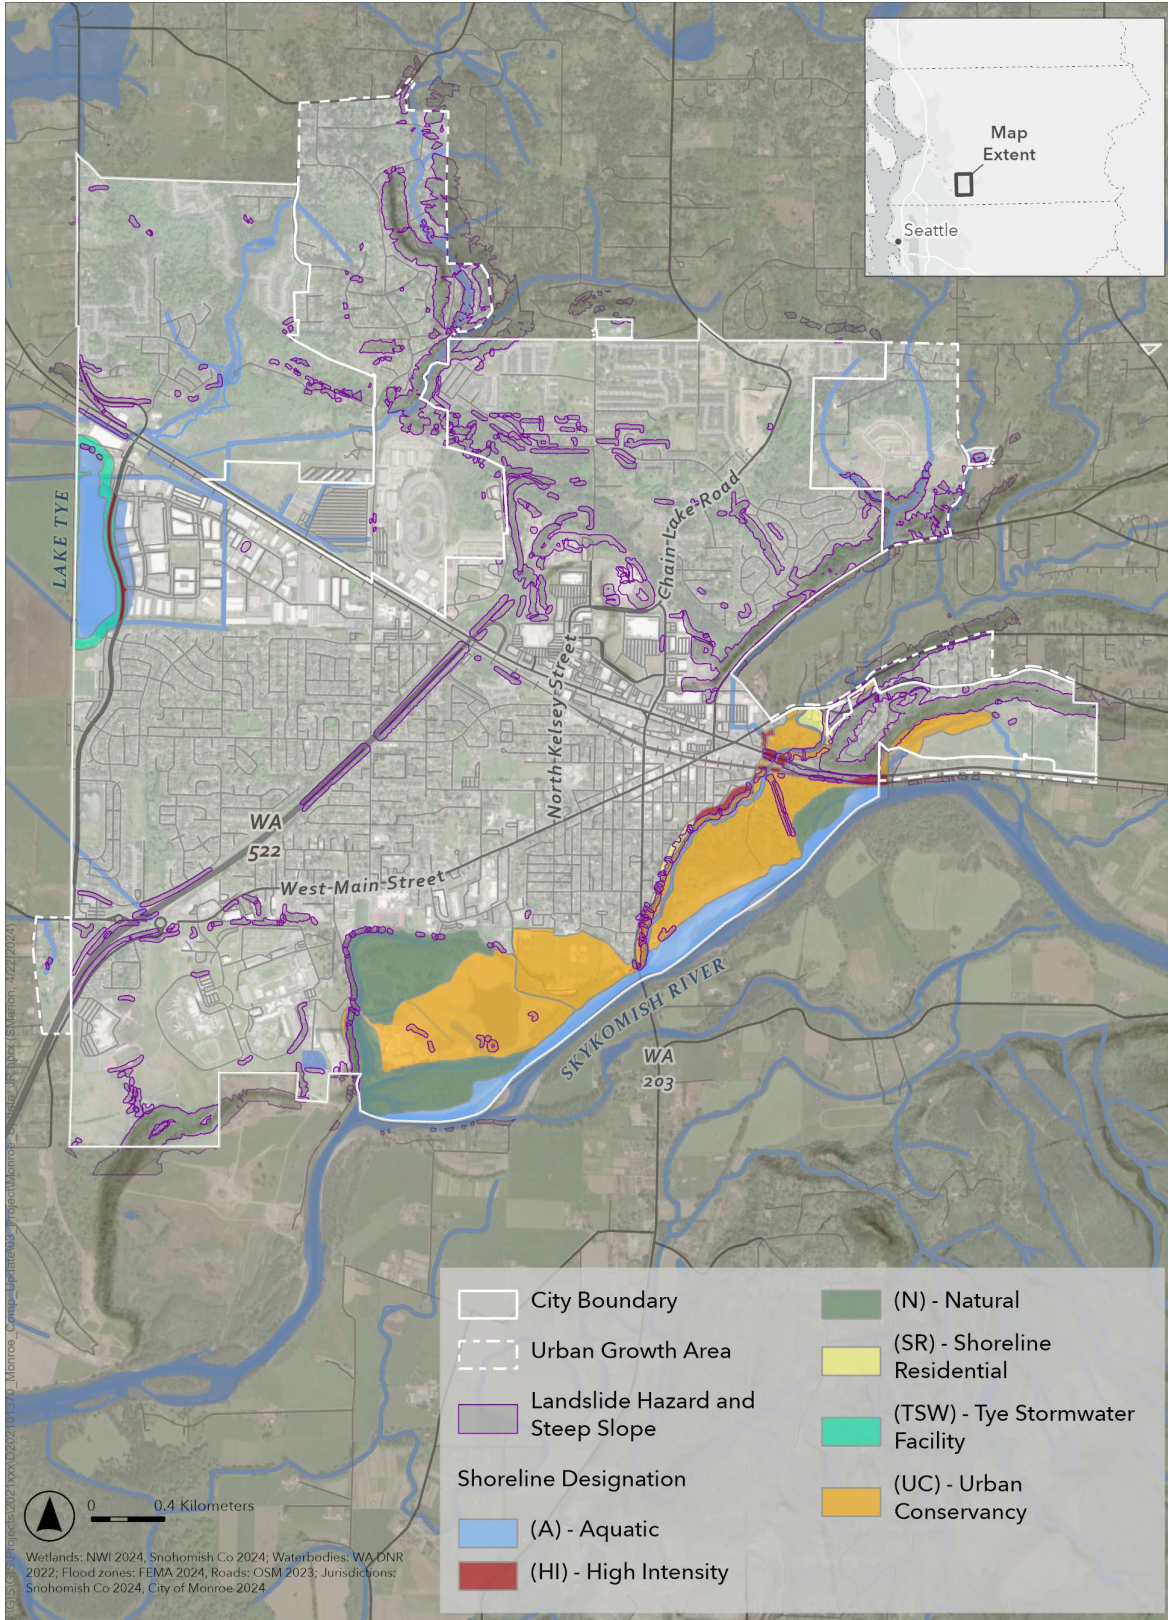 Map
Extent
Seattle
LAKE TYE
Chain-Lake Road
North-Kelsey-Street
WA
522
West-Main-Street
SKYKOMISH RIVER
WA
203
City Boundary
Urban Growth Area
Landslide Hazard and
Steep Slope
Shoreline Designation
(A) - Aquatic
(HI) - High Intensity
(N) - Natural
(SR) - Shoreline
Residential
(TSW) - Tye Stormwater
Facility
(UC) - Urban
Conservancy
0 0.4 Kilometers
Wetlands: NWI 2024, Snohomish Co 2024; Waterbodies: WA DNR
2022; Flood zones: FEMA 2024, Roads: OSM 2023; Jurisdictions:
Snohomish Co 2024, City of Monroe 2024